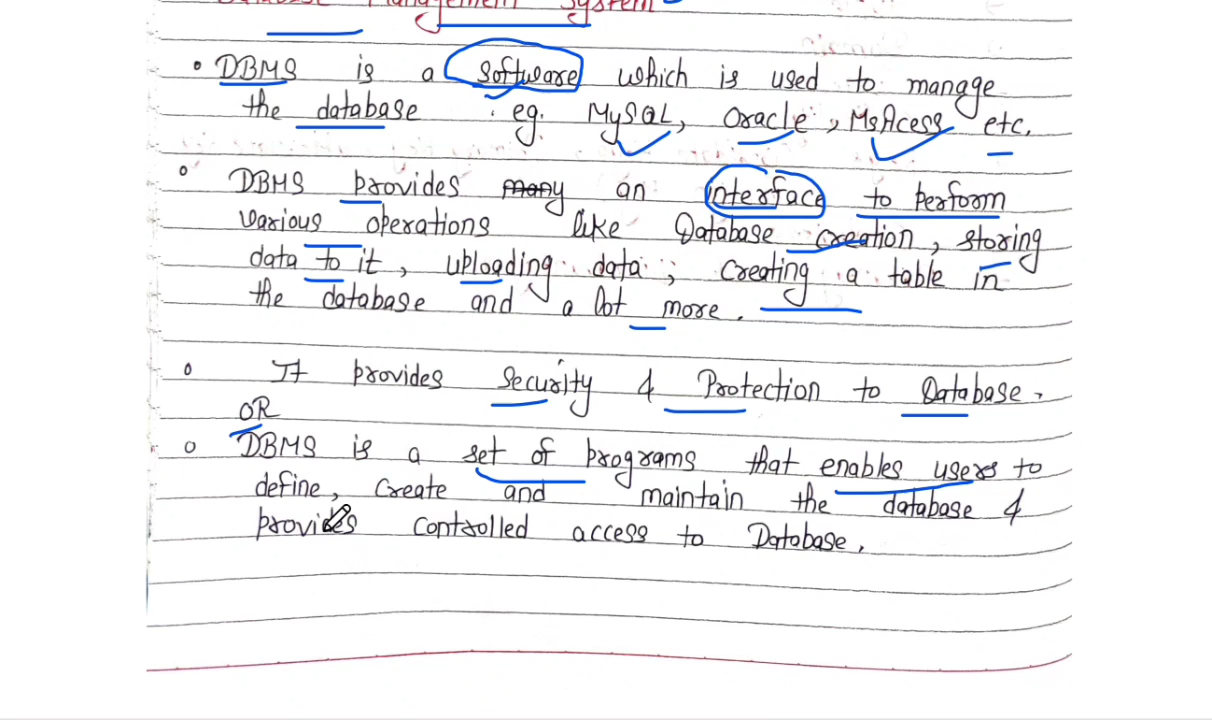 Database Management System
• DBMS is a software which is used to manage
the database . eg. MySQL, Oracle, MsAcess etc.
° DBMS provides many an interface to perform
various operations like Database creation, storing
data to it, uploading data, creating a table in
the database and a lot more.
° It provides Security & Protection to Database.
OR
° DBMS is a set of programs that enables users to
define, create and maintain the database &
provides controlled access to Database.